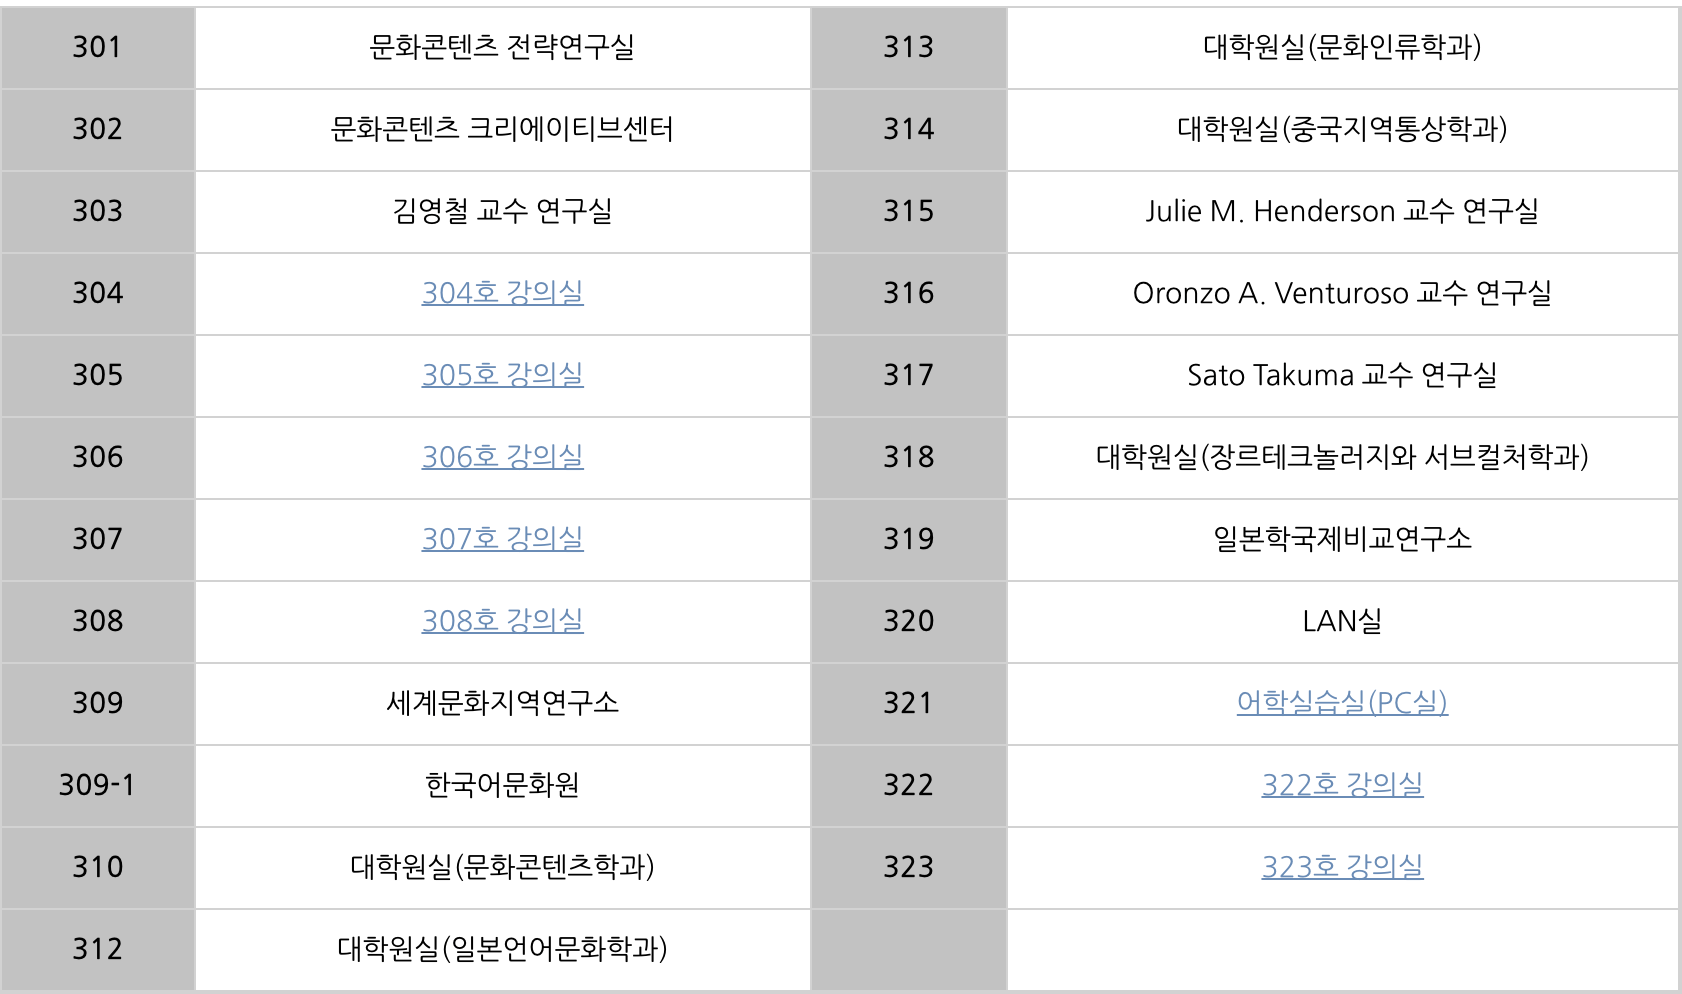 301 문화콘텐츠 전략연구실 313 대학원실(문화인류학과)
302 문화콘텐츠 크리에이티브센터 314 대학원실(중국지역통상학과)
303 김영철 교수 연구실 315 Julie M. Henderson 교수 연구실
304 304호 강의실 316 Oronzo A. Venturoso 교수 연구실
305 305호 강의실 317 Sato Takuma 교수 연구실
306 306호 강의실 318 대학원실(장르테크놀러지와 서브컬처학과)
307 307호 강의실 319 일본학국제비교연구소
308 308호 강의실 320 LAN실
309 세계문화지역연구소 321 어학실습실(PC실)
309-1 한국어문화원 322 322호 강의실
310 대학원실(문화콘텐츠학과) 323 323호 강의실
312 대학원실(일본언어문화학과)